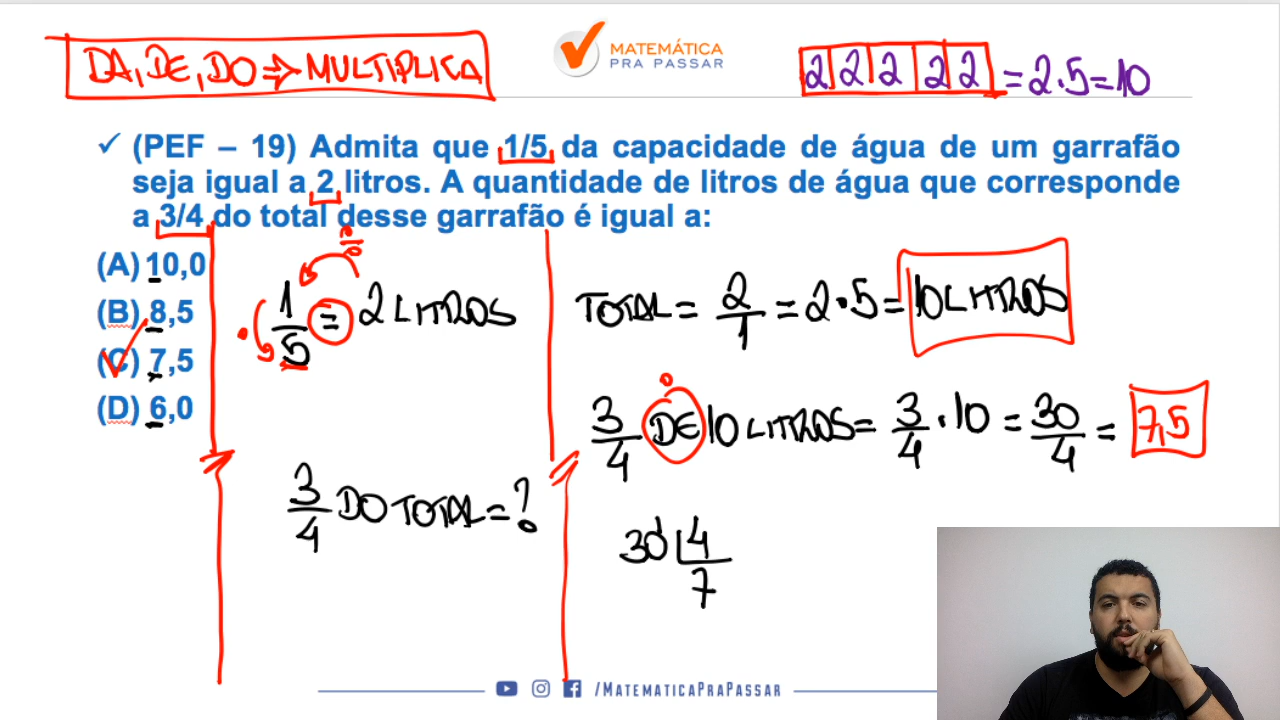 DA, DE, DO ⇒ MULTIPLICA
MATEMÁTICA
PRA PASSAR
2 2 2 2 2 = 2·5=10
✓ (PEF – 19) Admita que 1/5 da capacidade de água de um garrafão
seja igual a 2 litros. A quantidade de litros de água que corresponde
a 3/4 do total desse garrafão é igual a:
(A) 10,0
(B) 8,5
(C) 7,5
(D) 6,0
1/5 = 2 LITROS
3/4 DO TOTAL = ?
TOTAL = 2/1 = 2·5 = 10 LITROS
3/4 DE 10 LITROS = 3/4 · 10 = 30/4 = 7,5
30 4
7
/MATEMATICAPRAPASSAR